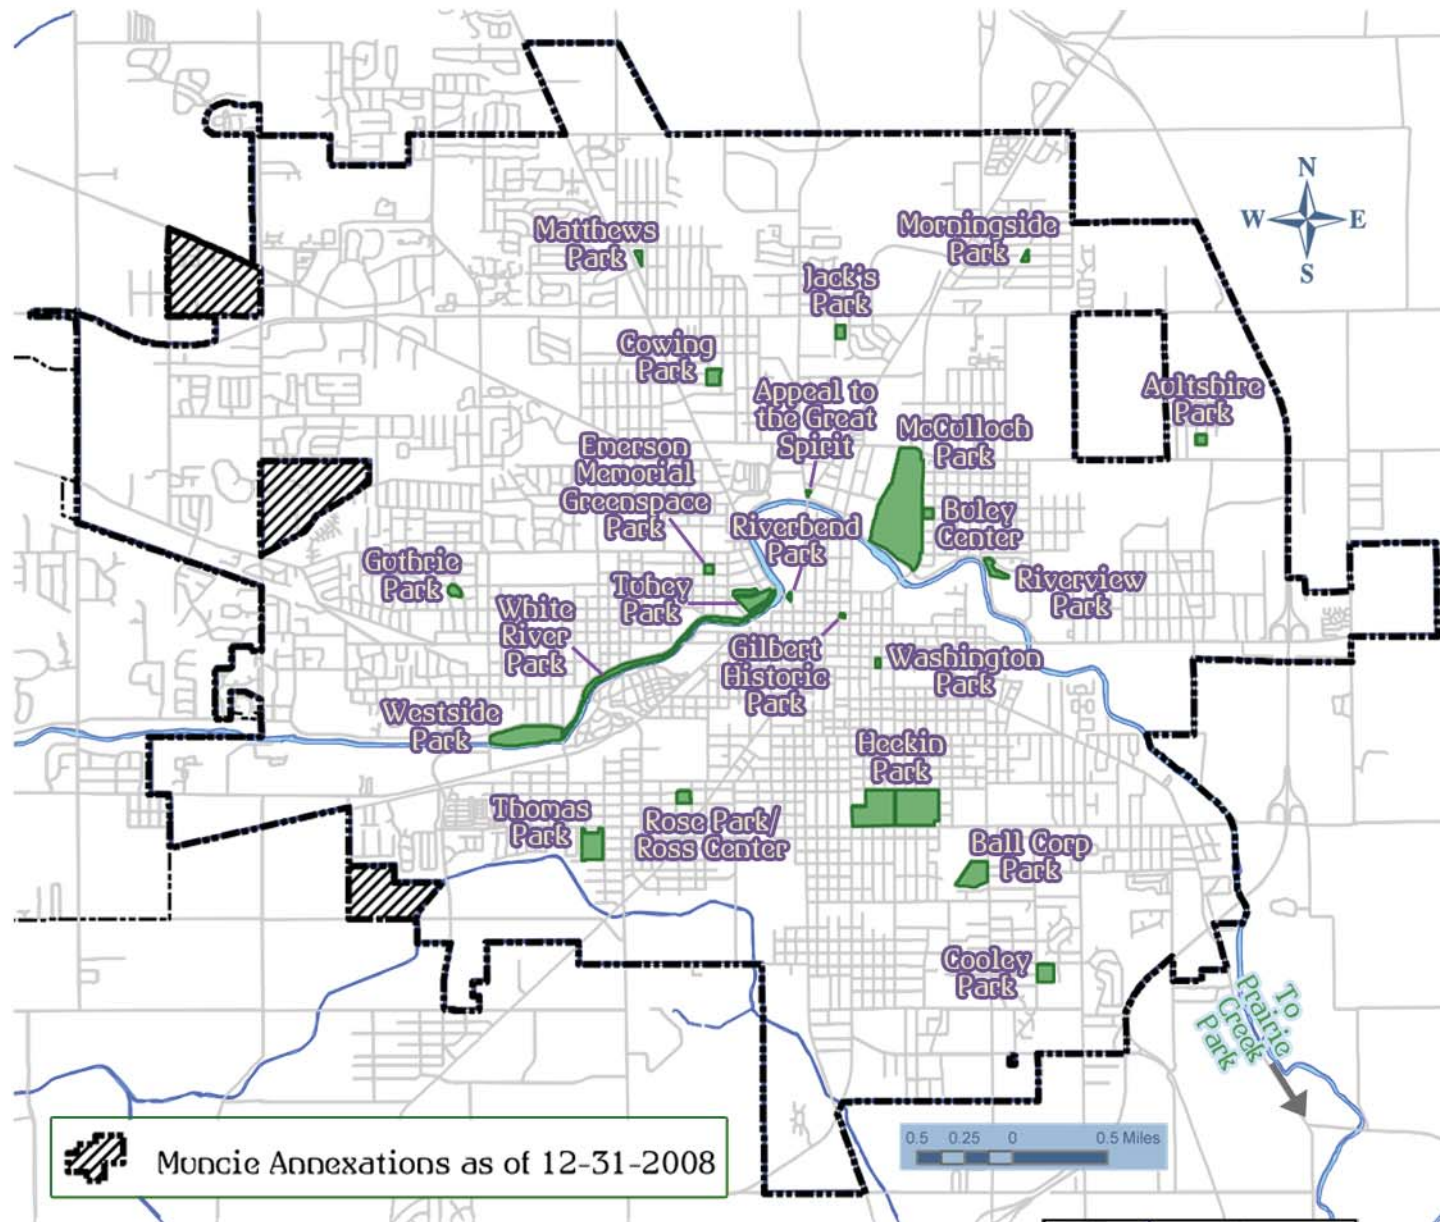 N
W E
S
Matthews
Park
Morningside
Park
Jack's
Park
Cowing
Park
Appeal to
the Great
Spirit
Aultshire
Park
McCulloch
Park
Emerson
Memorial
Greenspace
Park
Buley
Center
Riverbend
Park
Guthrie
Park
Tuhey
Park
Riverview
Park
White
River
Park
Gilbert
Historic
Park
Washington
Park
Westside
Park
Heekin
Park
Thomas
Park
Rose Park/
Ross Center
Ball Corp
Park
Cooley
Park
To
Prairie
Creek
Park
0.5 0.25 0 0.5 Miles
Muncie Annexations as of 12-31-2008